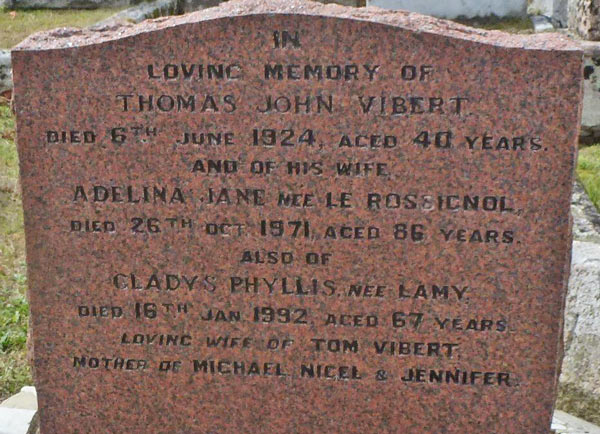 IN
LOVING MEMORY OF
THOMAS JOHN VIBERT
DIED 6TH JUNE 1924, AGED 40 YEARS.
AND OF HIS WIFE,
ADELINA JANE NÉE LE ROSSIGNOL,
DIED 26TH OCT. 1971, AGED 86 YEARS.
ALSO OF
GLADYS PHYLLIS, NÉE LAMY,
DIED 16TH JAN. 1992, AGED 67 YEARS.
LOVING WIFE OF TOM VIBERT.
MOTHER OF MICHAEL, NIGEL & JENNIFER.